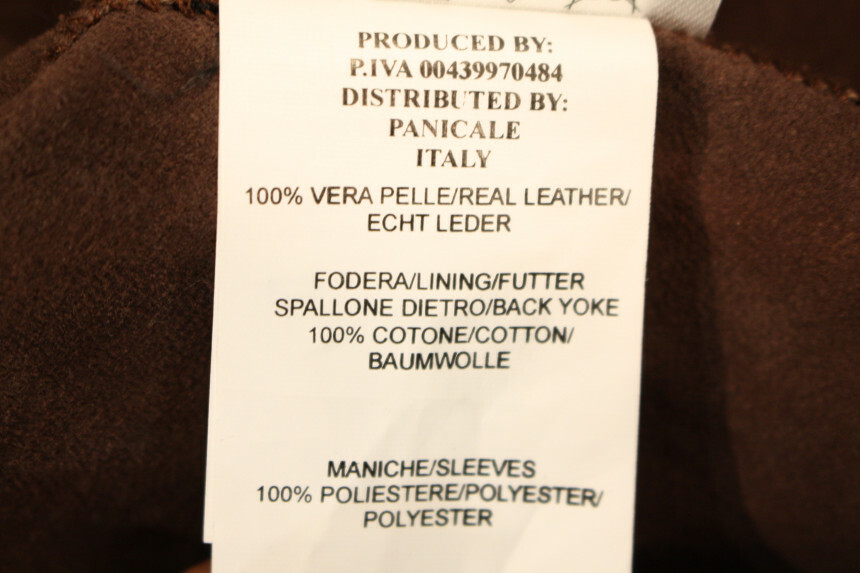 PRODUCED BY:
P.IVA 00439970484
DISTRIBUTED BY:
PANICALE
ITALY
100% VERA PELLE/REAL LEATHER/
ECHT LEDER
FODERA/LINING/FUTTER
SPALLONE DIETRO/BACK YOKE
100% COTONE/COTTON/
BAUMWOLLE
MANICHE/SLEEVES
100% POLIESTERE/POLYESTER/
POLYESTER